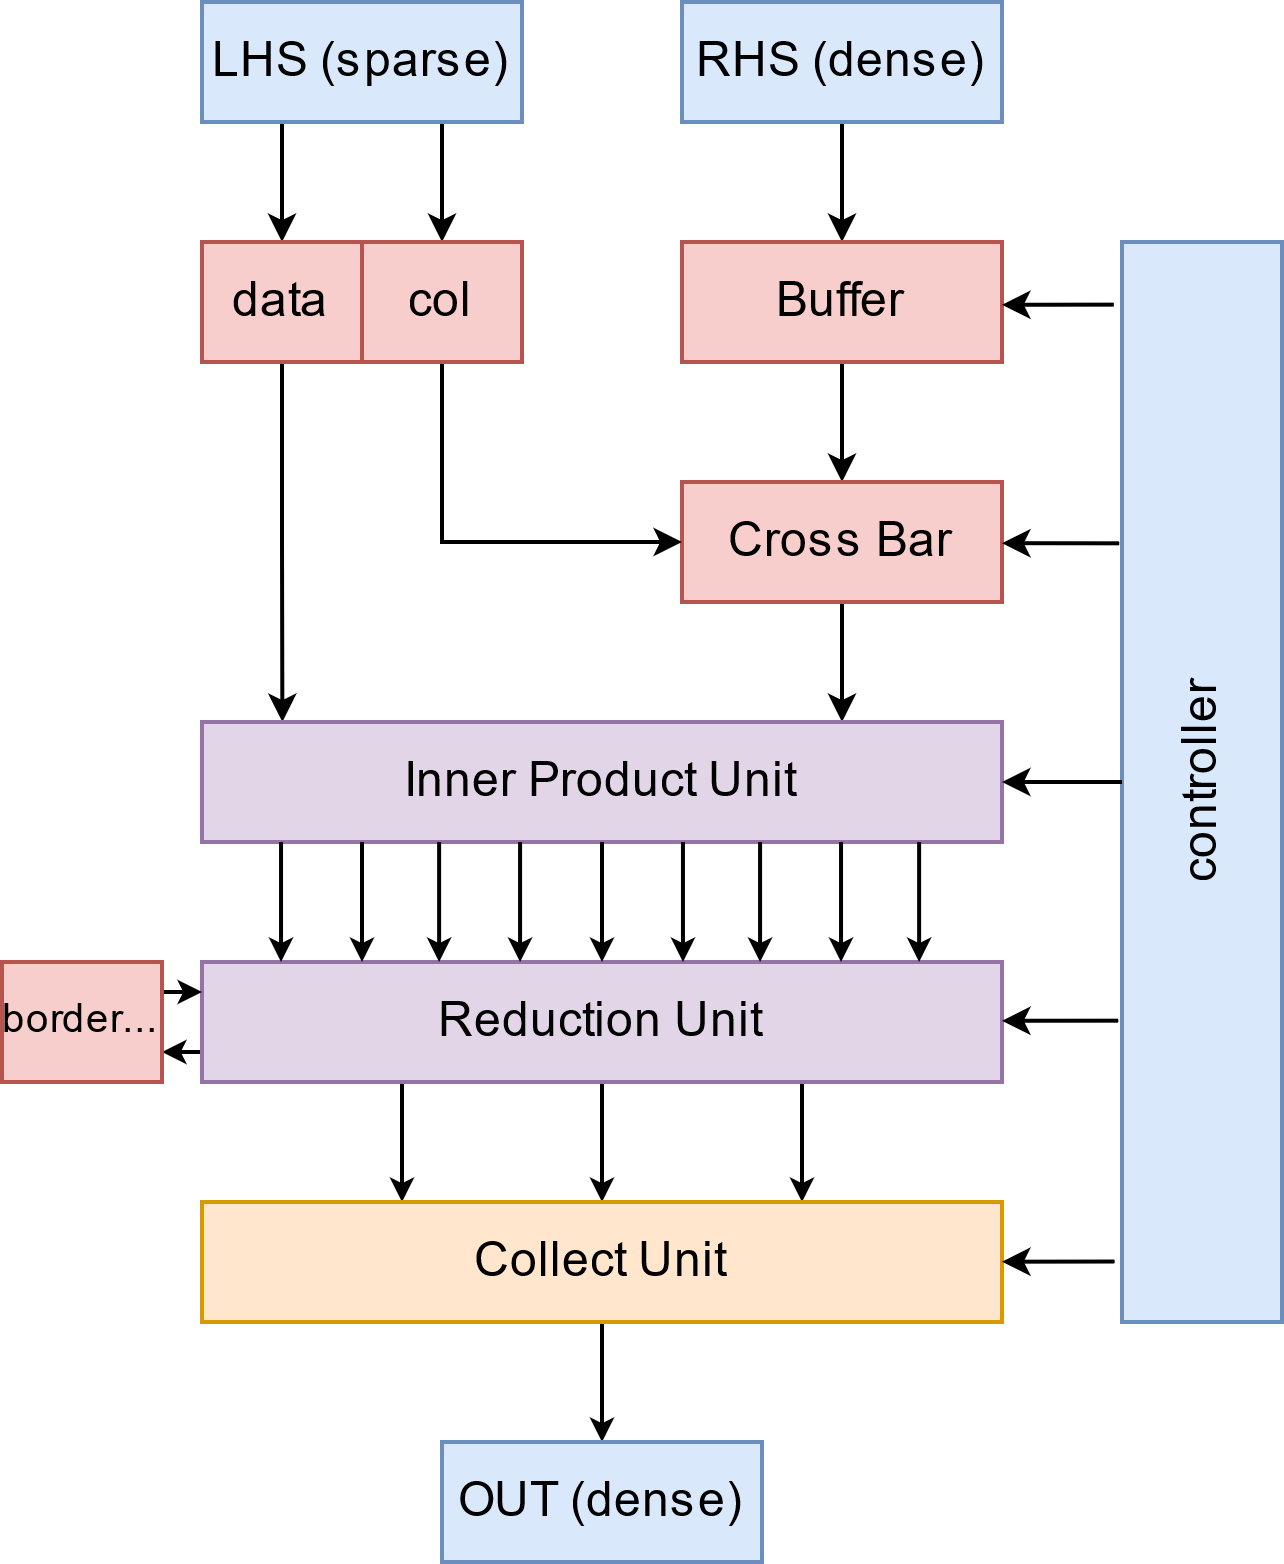 LHS (sparse)
RHS (dense)
data
col
Buffer
Cross Bar
controller
Inner Product Unit
border...
Reduction Unit
Collect Unit
OUT (dense)